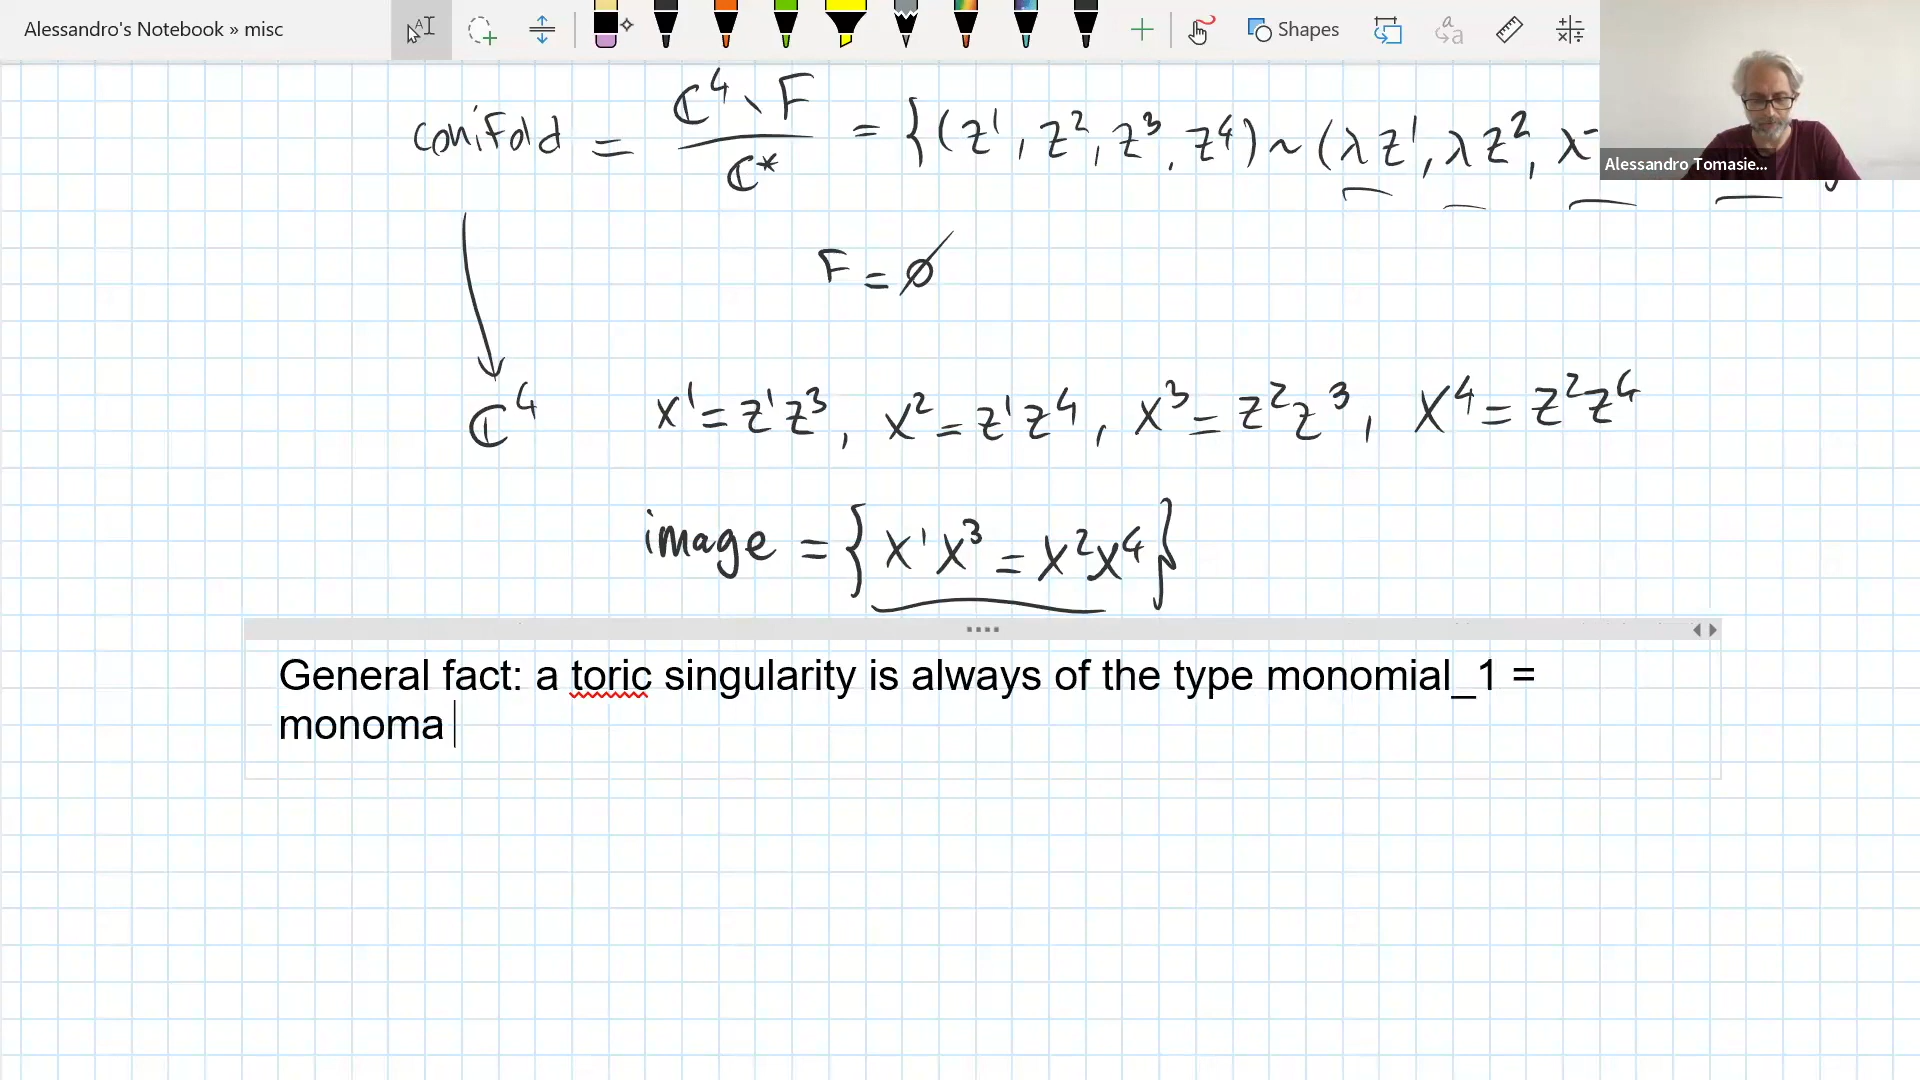 Alessandro's Notebook » misc
Shapes
conifold = ℂ⁴ \ F / ℂ* = {(z¹, z², z³, z⁴) ~ (λz¹, λz², λ⁻
Alessandro Tomasie...
F = ∅
ℂ⁴ x¹ = z¹z³, x² = z¹z⁴, x³ = z²z³, x⁴ = z²z⁴
image = {x¹x³ = x²x⁴}
General fact: a toric singularity is always of the type monomial_1 =
monoma